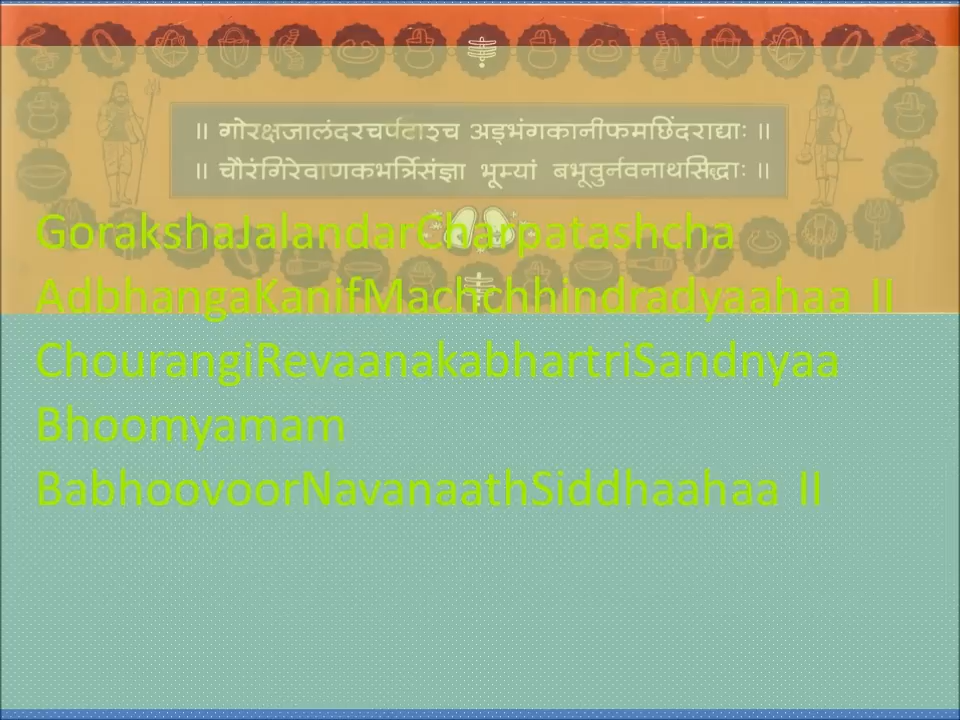 ॥ गोरक्षजालंदरचर्पटाश्च अड्भंगकानीफमछिंदराद्याः ॥
॥ चौरंगिरेवाणकभर्त्रिसंज्ञा भूम्यां बभूवुर्नवनाथसिद्धाः ॥
GorakshaJalandarCharpatashcha
AdbhangaKanifMachchhindradyaahaa II
ChourangiRevaanakabhartriSandnyaa
Bhoomyamam
BabhoovoorNavanaathSiddhaahaa II